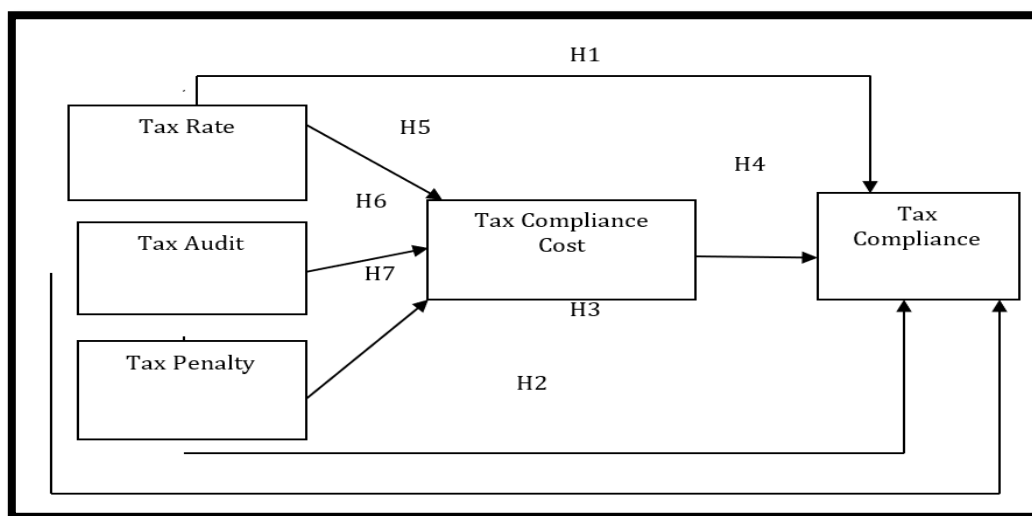 H1
Tax Rate
H5
H4
H6
Tax Compliance
Cost
Tax
Compliance
Tax Audit
H7
H3
Tax Penalty
H2